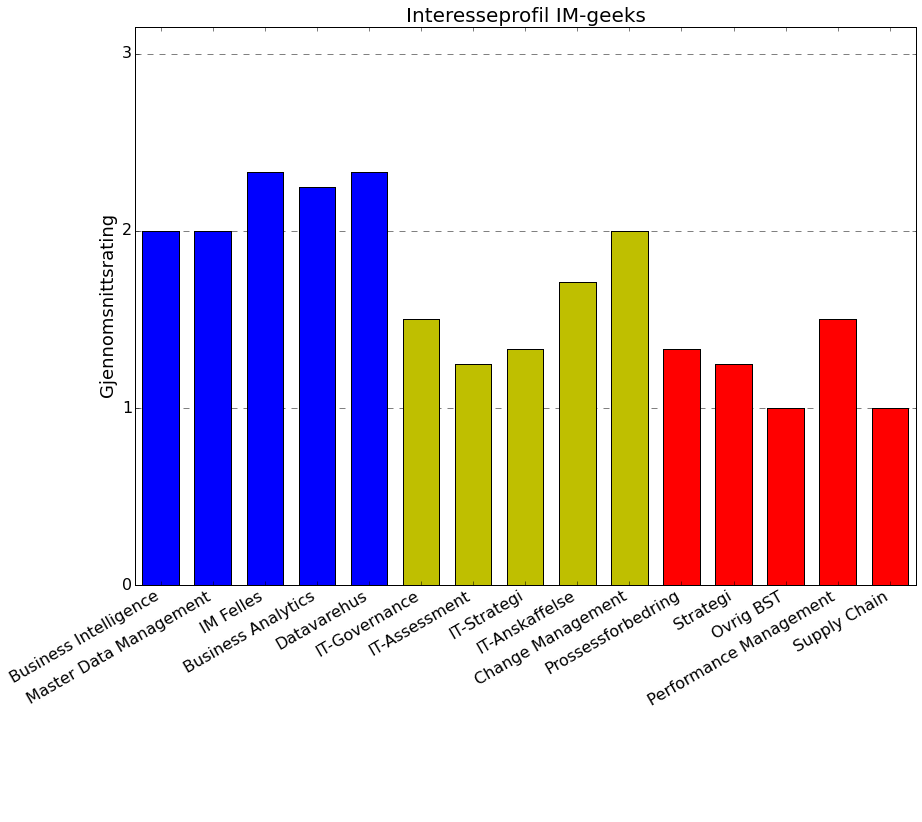 Interesseprofil IM-geeks
Gjennomsnittsrating
3
2
1
0
Business Intelligence
Master Data Management
IM Felles
Business Analytics
Datavarehus
IT-Governance
IT-Assessment
IT-Strategi
IT-Anskaffelse
Change Management
Prossessforbedring
Strategi
Ovrig BST
Performance Management
Supply Chain